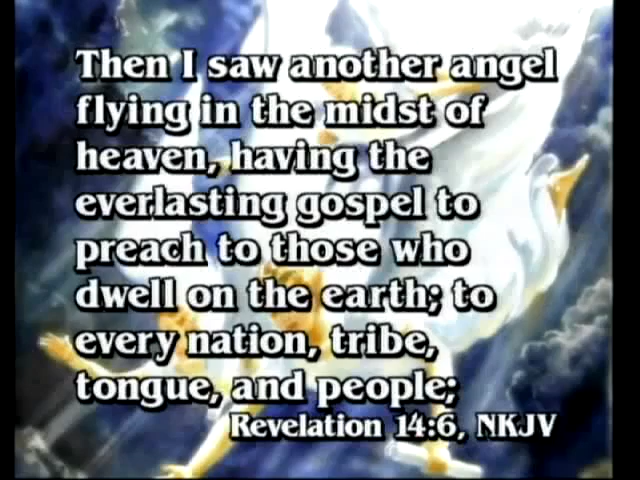 Then I saw another angel
flying in the midst of
heaven, having the
everlasting gospel to
preach to those who
dwell on the earth; to
every nation, tribe,
tongue, and people;
Revelation 14:6, NKJV